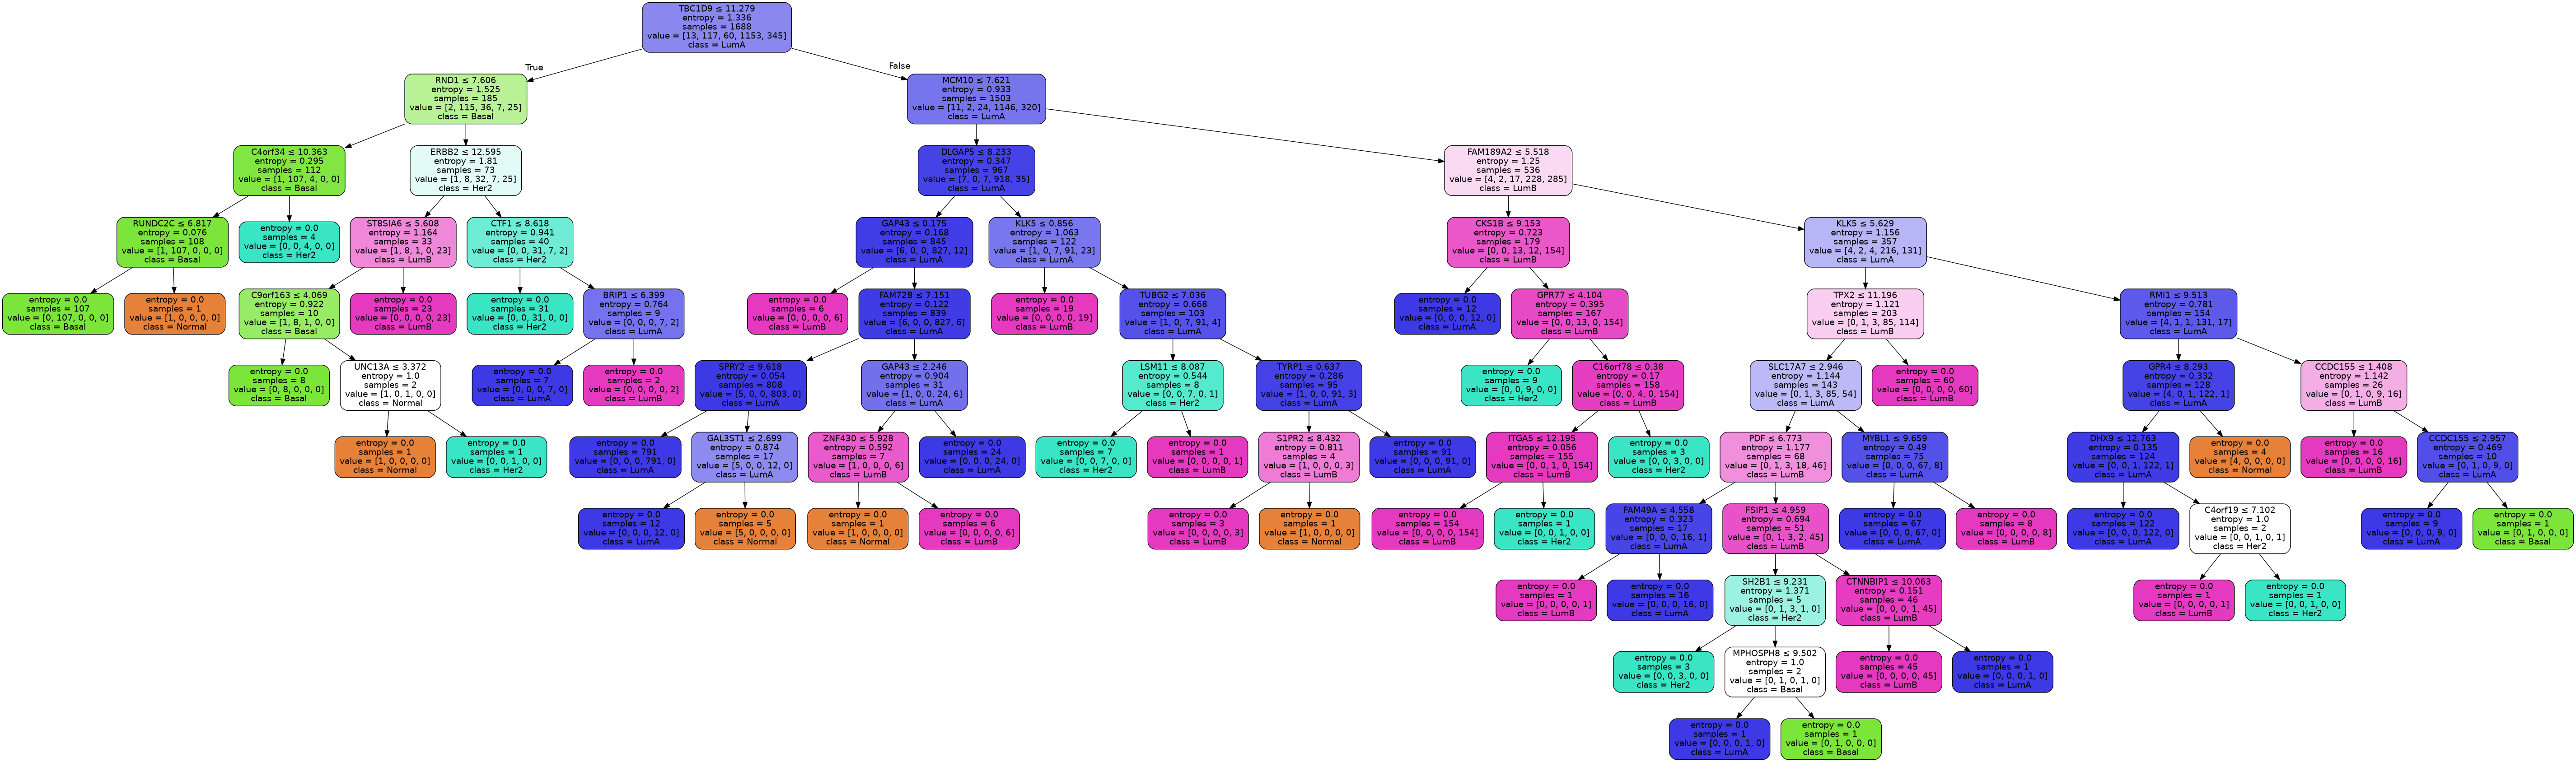 TBC1D9 ≤ 11.279
entropy = 1.336
samples = 1688
value = [13, 117, 60, 1153, 345]
class = LumA
True
False
RND1 ≤ 7.606
entropy = 1.525
samples = 185
value = [2, 115, 36, 7, 25]
class = Basal
MCM10 ≤ 7.621
entropy = 0.933
samples = 1503
value = [11, 2, 24, 1146, 320]
class = LumA
C4orf34 ≤ 10.363
entropy = 0.295
samples = 112
value = [1, 107, 4, 0, 0]
class = Basal
ERBB2 ≤ 12.595
entropy = 1.81
samples = 73
value = [1, 8, 32, 7, 25]
class = Her2
DLGAP5 ≤ 8.233
entropy = 0.347
samples = 967
value = [7, 0, 7, 918, 35]
class = LumA
FAM189A2 ≤ 5.518
entropy = 1.25
samples = 536
value = [4, 2, 17, 228, 285]
class = LumB
RUNDC2C ≤ 6.817
entropy = 0.076
samples = 108
value = [1, 107, 0, 0, 0]
class = Basal
entropy = 0.0
samples = 4
value = [0, 0, 4, 0, 0]
class = Her2
ST8SIA6 ≤ 5.608
entropy = 1.164
samples = 33
value = [1, 8, 1, 0, 23]
class = LumB
CTF1 ≤ 8.618
entropy = 0.941
samples = 40
value = [0, 0, 31, 7, 2]
class = Her2
GAP43 ≤ 0.175
entropy = 0.168
samples = 845
value = [6, 0, 0, 827, 12]
class = LumA
KLK5 ≤ 0.856
entropy = 1.063
samples = 122
value = [1, 0, 7, 91, 23]
class = LumA
CKS1B ≤ 9.153
entropy = 0.723
samples = 179
value = [0, 0, 13, 12, 154]
class = LumB
KLK5 ≤ 5.629
entropy = 1.156
samples = 357
value = [4, 2, 4, 216, 131]
class = LumA
entropy = 0.0
samples = 107
value = [0, 107, 0, 0, 0]
class = Basal
entropy = 0.0
samples = 1
value = [1, 0, 0, 0, 0]
class = Normal
C9orf163 ≤ 4.069
entropy = 0.922
samples = 10
value = [1, 8, 1, 0, 0]
class = Basal
entropy = 0.0
samples = 23
value = [0, 0, 0, 0, 23]
class = LumB
entropy = 0.0
samples = 31
value = [0, 0, 31, 0, 0]
class = Her2
BRIP1 ≤ 6.399
entropy = 0.764
samples = 9
value = [0, 0, 0, 7, 2]
class = LumA
entropy = 0.0
samples = 6
value = [0, 0, 0, 0, 6]
class = LumB
FAM72B ≤ 7.151
entropy = 0.122
samples = 839
value = [6, 0, 0, 827, 6]
class = LumA
entropy = 0.0
samples = 19
value = [0, 0, 0, 0, 19]
class = LumB
TUBG2 ≤ 7.036
entropy = 0.668
samples = 103
value = [1, 0, 7, 91, 4]
class = LumA
entropy = 0.0
samples = 12
value = [0, 0, 0, 12, 0]
class = LumA
GPR77 ≤ 4.104
entropy = 0.395
samples = 167
value = [0, 0, 13, 0, 154]
class = LumB
TPX2 ≤ 11.196
entropy = 1.121
samples = 203
value = [0, 1, 3, 85, 114]
class = LumB
RMI1 ≤ 9.513
entropy = 0.781
samples = 154
value = [4, 1, 1, 131, 17]
class = LumA
entropy = 0.0
samples = 8
value = [0, 8, 0, 0, 0]
class = Basal
UNC13A ≤ 3.372
entropy = 1.0
samples = 2
value = [1, 0, 1, 0, 0]
class = Normal
entropy = 0.0
samples = 7
value = [0, 0, 0, 7, 0]
class = LumA
entropy = 0.0
samples = 2
value = [0, 0, 0, 0, 2]
class = LumB
SPRY2 ≤ 9.618
entropy = 0.054
samples = 808
value = [5, 0, 0, 803, 0]
class = LumA
GAP43 ≤ 2.246
entropy = 0.904
samples = 31
value = [1, 0, 0, 24, 6]
class = LumA
LSM11 ≤ 8.087
entropy = 0.544
samples = 8
value = [0, 0, 7, 0, 1]
class = Her2
TYRP1 ≤ 0.637
entropy = 0.286
samples = 95
value = [1, 0, 0, 91, 3]
class = LumA
entropy = 0.0
samples = 9
value = [0, 0, 9, 0, 0]
class = Her2
C16orf78 ≤ 0.38
entropy = 0.17
samples = 158
value = [0, 0, 4, 0, 154]
class = LumB
SLC17A7 ≤ 2.946
entropy = 1.144
samples = 143
value = [0, 1, 3, 85, 54]
class = LumA
entropy = 0.0
samples = 60
value = [0, 0, 0, 0, 60]
class = LumB
GPR4 ≤ 8.293
entropy = 0.332
samples = 128
value = [4, 0, 1, 122, 1]
class = LumA
CCDC155 ≤ 1.408
entropy = 1.142
samples = 26
value = [0, 1, 0, 9, 16]
class = LumB
entropy = 0.0
samples = 1
value = [1, 0, 0, 0, 0]
class = Normal
entropy = 0.0
samples = 1
value = [0, 0, 1, 0, 0]
class = Her2
entropy = 0.0
samples = 791
value = [0, 0, 0, 791, 0]
class = LumA
GAL3ST1 ≤ 2.699
entropy = 0.874
samples = 17
value = [5, 0, 0, 12, 0]
class = LumA
ZNF430 ≤ 5.928
entropy = 0.592
samples = 7
value = [1, 0, 0, 0, 6]
class = LumB
entropy = 0.0
samples = 24
value = [0, 0, 0, 24, 0]
class = LumA
entropy = 0.0
samples = 7
value = [0, 0, 7, 0, 0]
class = Her2
entropy = 0.0
samples = 1
value = [0, 0, 0, 0, 1]
class = LumB
S1PR2 ≤ 8.432
entropy = 0.811
samples = 4
value = [1, 0, 0, 0, 3]
class = LumB
entropy = 0.0
samples = 91
value = [0, 0, 0, 91, 0]
class = LumA
ITGA5 ≤ 12.195
entropy = 0.056
samples = 155
value = [0, 0, 1, 0, 154]
class = LumB
entropy = 0.0
samples = 3
value = [0, 0, 3, 0, 0]
class = Her2
PDF ≤ 6.773
entropy = 1.177
samples = 68
value = [0, 1, 3, 18, 46]
class = LumB
MYBL1 ≤ 9.659
entropy = 0.49
samples = 75
value = [0, 0, 0, 67, 8]
class = LumA
DHX9 ≤ 12.763
entropy = 0.135
samples = 124
value = [0, 0, 1, 122, 1]
class = LumA
entropy = 0.0
samples = 4
value = [4, 0, 0, 0, 0]
class = Normal
entropy = 0.0
samples = 16
value = [0, 0, 0, 0, 16]
class = LumB
CCDC155 ≤ 2.957
entropy = 0.469
samples = 10
value = [0, 1, 0, 9, 0]
class = LumA
entropy = 0.0
samples = 12
value = [0, 0, 0, 12, 0]
class = LumA
entropy = 0.0
samples = 5
value = [5, 0, 0, 0, 0]
class = Normal
entropy = 0.0
samples = 1
value = [1, 0, 0, 0, 0]
class = Normal
entropy = 0.0
samples = 6
value = [0, 0, 0, 0, 6]
class = LumB
entropy = 0.0
samples = 3
value = [0, 0, 0, 0, 3]
class = LumB
entropy = 0.0
samples = 1
value = [1, 0, 0, 0, 0]
class = Normal
entropy = 0.0
samples = 154
value = [0, 0, 0, 0, 154]
class = LumB
entropy = 0.0
samples = 1
value = [0, 0, 1, 0, 0]
class = Her2
FAM49A ≤ 4.558
entropy = 0.323
samples = 17
value = [0, 0, 0, 16, 1]
class = LumA
FSIP1 ≤ 4.959
entropy = 0.694
samples = 51
value = [0, 1, 3, 2, 45]
class = LumB
entropy = 0.0
samples = 67
value = [0, 0, 0, 67, 0]
class = LumA
entropy = 0.0
samples = 8
value = [0, 0, 0, 0, 8]
class = LumB
entropy = 0.0
samples = 122
value = [0, 0, 0, 122, 0]
class = LumA
C4orf19 ≤ 7.102
entropy = 1.0
samples = 2
value = [0, 0, 1, 0, 1]
class = Her2
entropy = 0.0
samples = 9
value = [0, 0, 0, 9, 0]
class = LumA
entropy = 0.0
samples = 1
value = [0, 1, 0, 0, 0]
class = Basal
entropy = 0.0
samples = 1
value = [0, 0, 0, 0, 1]
class = LumB
entropy = 0.0
samples = 16
value = [0, 0, 0, 16, 0]
class = LumA
SH2B1 ≤ 9.231
entropy = 1.371
samples = 5
value = [0, 1, 3, 1, 0]
class = Her2
CTNNBIP1 ≤ 10.063
entropy = 0.151
samples = 46
value = [0, 0, 0, 1, 45]
class = LumB
entropy = 0.0
samples = 1
value = [0, 0, 0, 0, 1]
class = LumB
entropy = 0.0
samples = 1
value = [0, 0, 1, 0, 0]
class = Her2
entropy = 0.0
samples = 3
value = [0, 0, 3, 0, 0]
class = Her2
MPHOSPH8 ≤ 9.502
entropy = 1.0
samples = 2
value = [0, 1, 0, 1, 0]
class = Basal
entropy = 0.0
samples = 45
value = [0, 0, 0, 0, 45]
class = LumB
entropy = 0.0
samples = 1
value = [0, 0, 0, 1, 0]
class = LumA
entropy = 0.0
samples = 1
value = [0, 0, 0, 1, 0]
class = LumA
entropy = 0.0
samples = 1
value = [0, 1, 0, 0, 0]
class = Basal